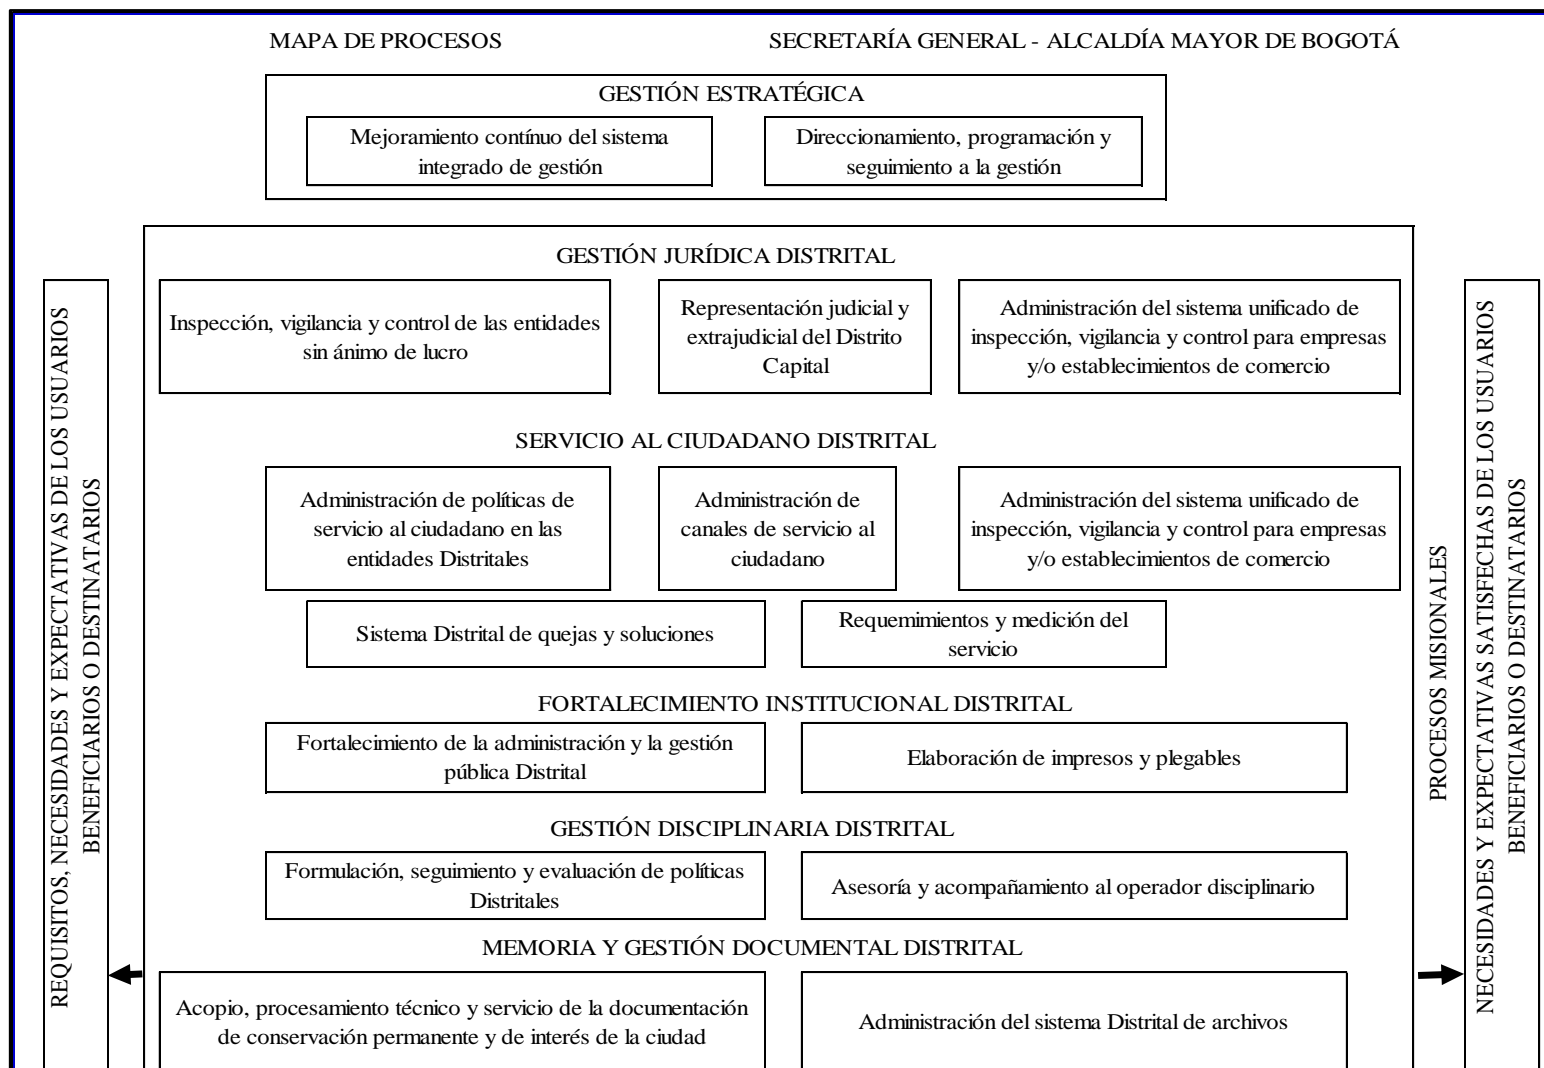 MAPA DE PROCESOS
SECRETARÍA GENERAL - ALCALDÍA MAYOR DE BOGOTÁ
GESTIÓN ESTRATÉGICA
Mejoramiento contínuo del sistema
integrado de gestión
Direccionamiento, programación y
seguimiento a la gestión
GESTIÓN JURÍDICA DISTRITAL
Inspección, vigilancia y control de las entidades
sin ánimo de lucro
Representación judicial y
extrajudicial del Distrito
Capital
Administración del sistema unificado de
inspección, vigilancia y control para empresas
y/o establecimientos de comercio
SERVICIO AL CIUDADANO DISTRITAL
Administración de políticas de
servicio al ciudadano en las
entidades Distritales
Administración de
canales de servicio al
ciudadano
Administración del sistema unificado de
inspección, vigilancia y control para empresas
y/o establecimientos de comercio
Sistema Distrital de quejas y soluciones
Requemimientos y medición del
servicio
FORTALECIMIENTO INSTITUCIONAL DISTRITAL
Fortalecimiento de la administración y la gestión
pública Distrital
Elaboración de impresos y plegables
GESTIÓN DISCIPLINARIA DISTRITAL
Formulación, seguimiento y evaluación de políticas
Distritales
Asesoría y acompañamiento al operador disciplinario
MEMORIA Y GESTIÓN DOCUMENTAL DISTRITAL
Acopio, procesamiento técnico y servicio de la documentación
de conservación permanente y de interés de la ciudad
Administración del sistema Distrital de archivos
REQUISITOS, NECESIDADES Y EXPECTATIVAS DE LOS USUARIOS
BENEFICIARIOS O DESTINATARIOS
PROCESOS MISIONALES
NECESIDADES Y EXPECTATIVAS SATISFECHAS DE LOS USUARIOS
BENEFICIARIOS O DESTINATARIOS